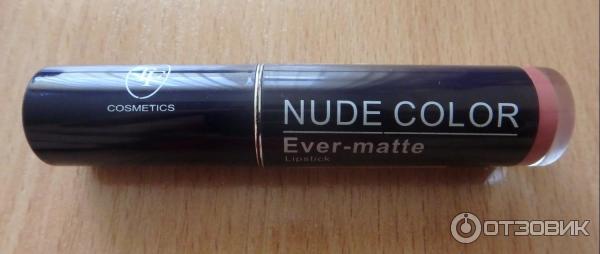 TF
COSMETICS
NUDE COLOR
Ever-matte
Lipstick
ОТЗОВИК